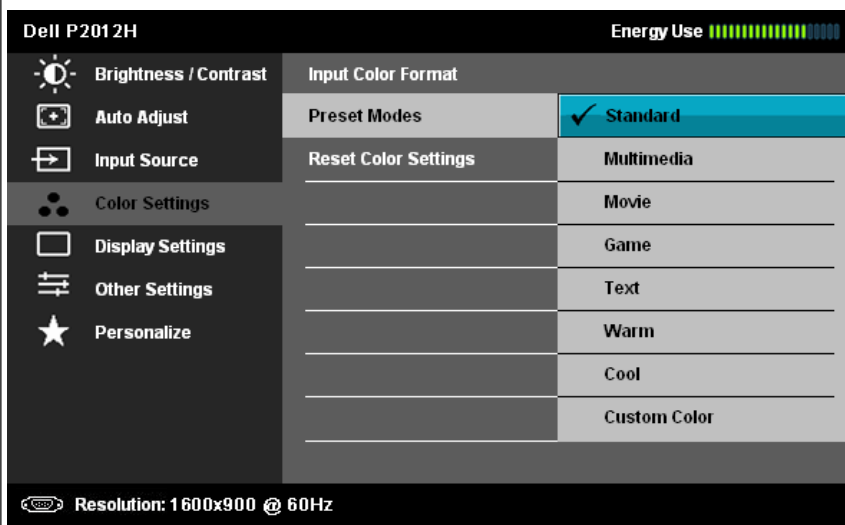 Dell P2012H
Energy Use
Brightness / Contrast
Auto Adjust
Input Source
Color Settings
Display Settings
Other Settings
Personalize
Input Color Format
Preset Modes
Reset Color Settings
Standard
Multimedia
Movie
Game
Text
Warm
Cool
Custom Color
Resolution: 1600x900 @ 60Hz